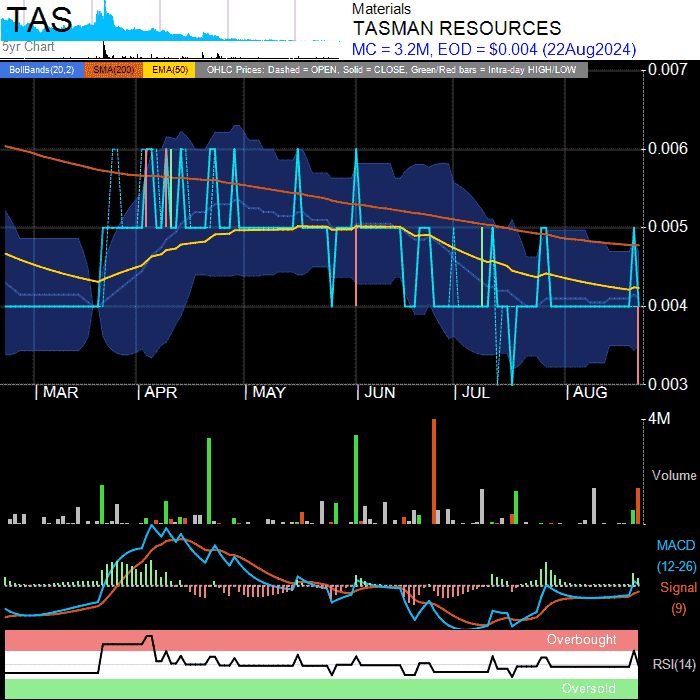 TAS
5yr Chart
Materials
TASMAN RESOURCES
MC = 3.2M, EOD = $0.004 (22Aug2024)
BollBands(20,2) SMA(200) EMA(50) OHLC Prices: Dashed = OPEN, Solid = CLOSE, Green/Red bars = Intra-day HIGH/LOW
0.007
0.006
0.005
0.004
0.003
MAR APR MAY JUN JUL AUG
4M
Volume
MACD
(12-26)
Signal
(9)
Overbought
RSI(14)
Oversold